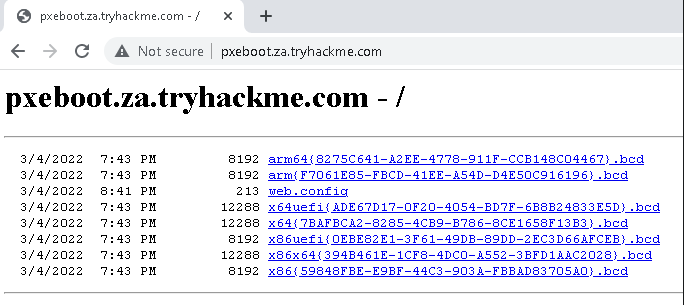 pxeboot.za.tryhackme.com - /
Not secure | pxeboot.za.tryhackme.com
pxeboot.za.tryhackme.com - /
3/4/2022 7:43 PM 8192 arm64{8275C641-A2EE-4778-911F-CCB148C04467}.bcd
3/4/2022 7:43 PM 8192 arm{F7061E85-FBCD-41EE-A54D-D4E50C916196}.bcd
3/4/2022 8:41 PM 213 web.config
3/4/2022 7:43 PM 12288 x64uefi{ADE67D17-0F20-4054-BD7F-6B8B24833E5D}.bcd
3/4/2022 7:43 PM 12288 x64{7BAFBCA2-8285-4CB9-B786-8CE1658F13B3}.bcd
3/4/2022 7:43 PM 8192 x86uefi{0EBE82E1-3F61-49DB-89DD-2EC3D66AFCEB}.bcd
3/4/2022 7:43 PM 12288 x86x64{394B461E-1CF8-4DC0-A552-3BFD1AAC2028}.bcd
3/4/2022 7:43 PM 8192 x86{59848FBE-E9BF-44C3-903A-FBBAD83705A0}.bcd